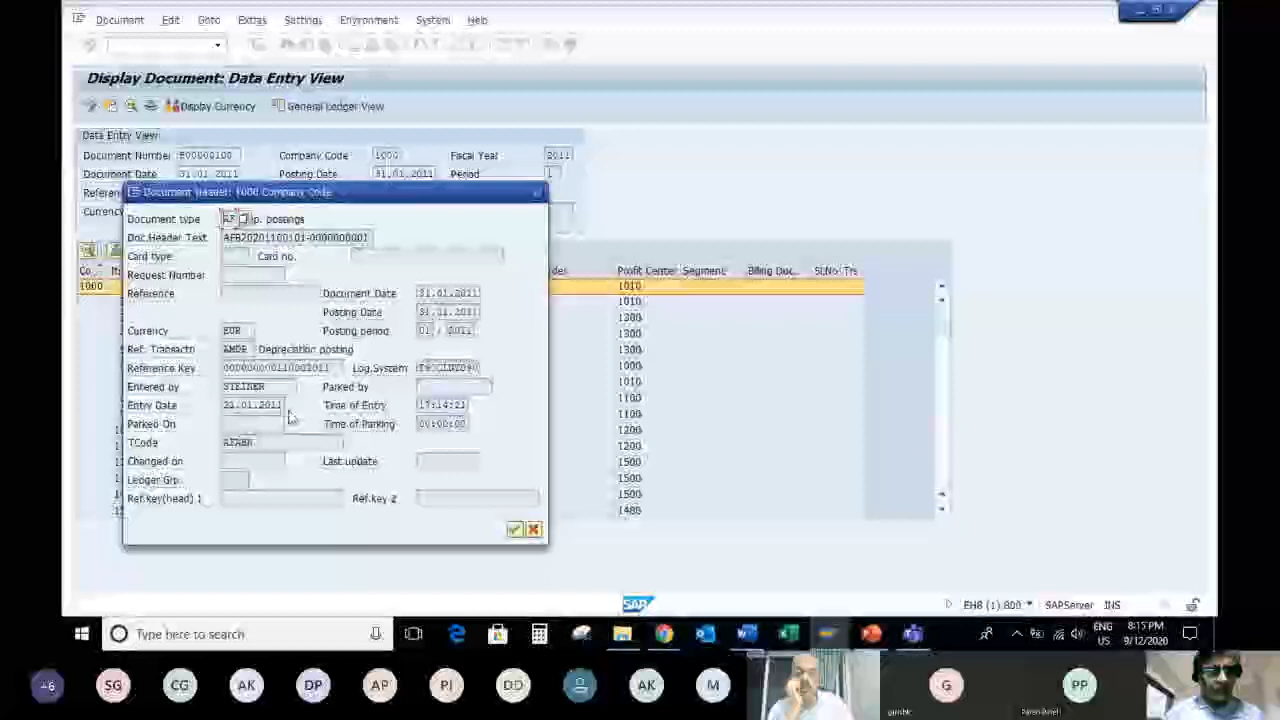 Document Edit Goto Extras Settings Environment System Help
Display Document: Data Entry View
Display Currency General Ledger View
Data Entry View
Document Number Company Code 1000 Fiscal Year 2011
Document Date 31.01.2011 Posting Date 31.01.2011 Period 1
Document Header: 1000 Company Code
Document type AF p. postings
Doc.Header Text
Card type Card no.
Request Number
Reference Document Date 31.01.2011
Posting Date 31.01.2011
Currency EUR Posting period 01 / 2011
Ref. Transactn Depreciation posting
Reference Key Log.System
Entered by STEINER Parked by
Entry Date 31.01.2011 Time of Entry 17:14:21
Parked On Time of Parking 00:00:00
TCode
Changed on Last update
Ledger Grp
Ref.key(head) 1 Ref.key 2
Co...
1000
Profit Center Segment Billing Doc.
1010
1010
1300
1300
1300
1000
1010
1100
1100
1200
1200
1500
1500
1500
SAP
EH8 (1) 800 SAPServer INS
Type here to search
ENG
US
8:15 PM
9/12/2020
+6 SG CG AK DP AP PI DD AK M G PP